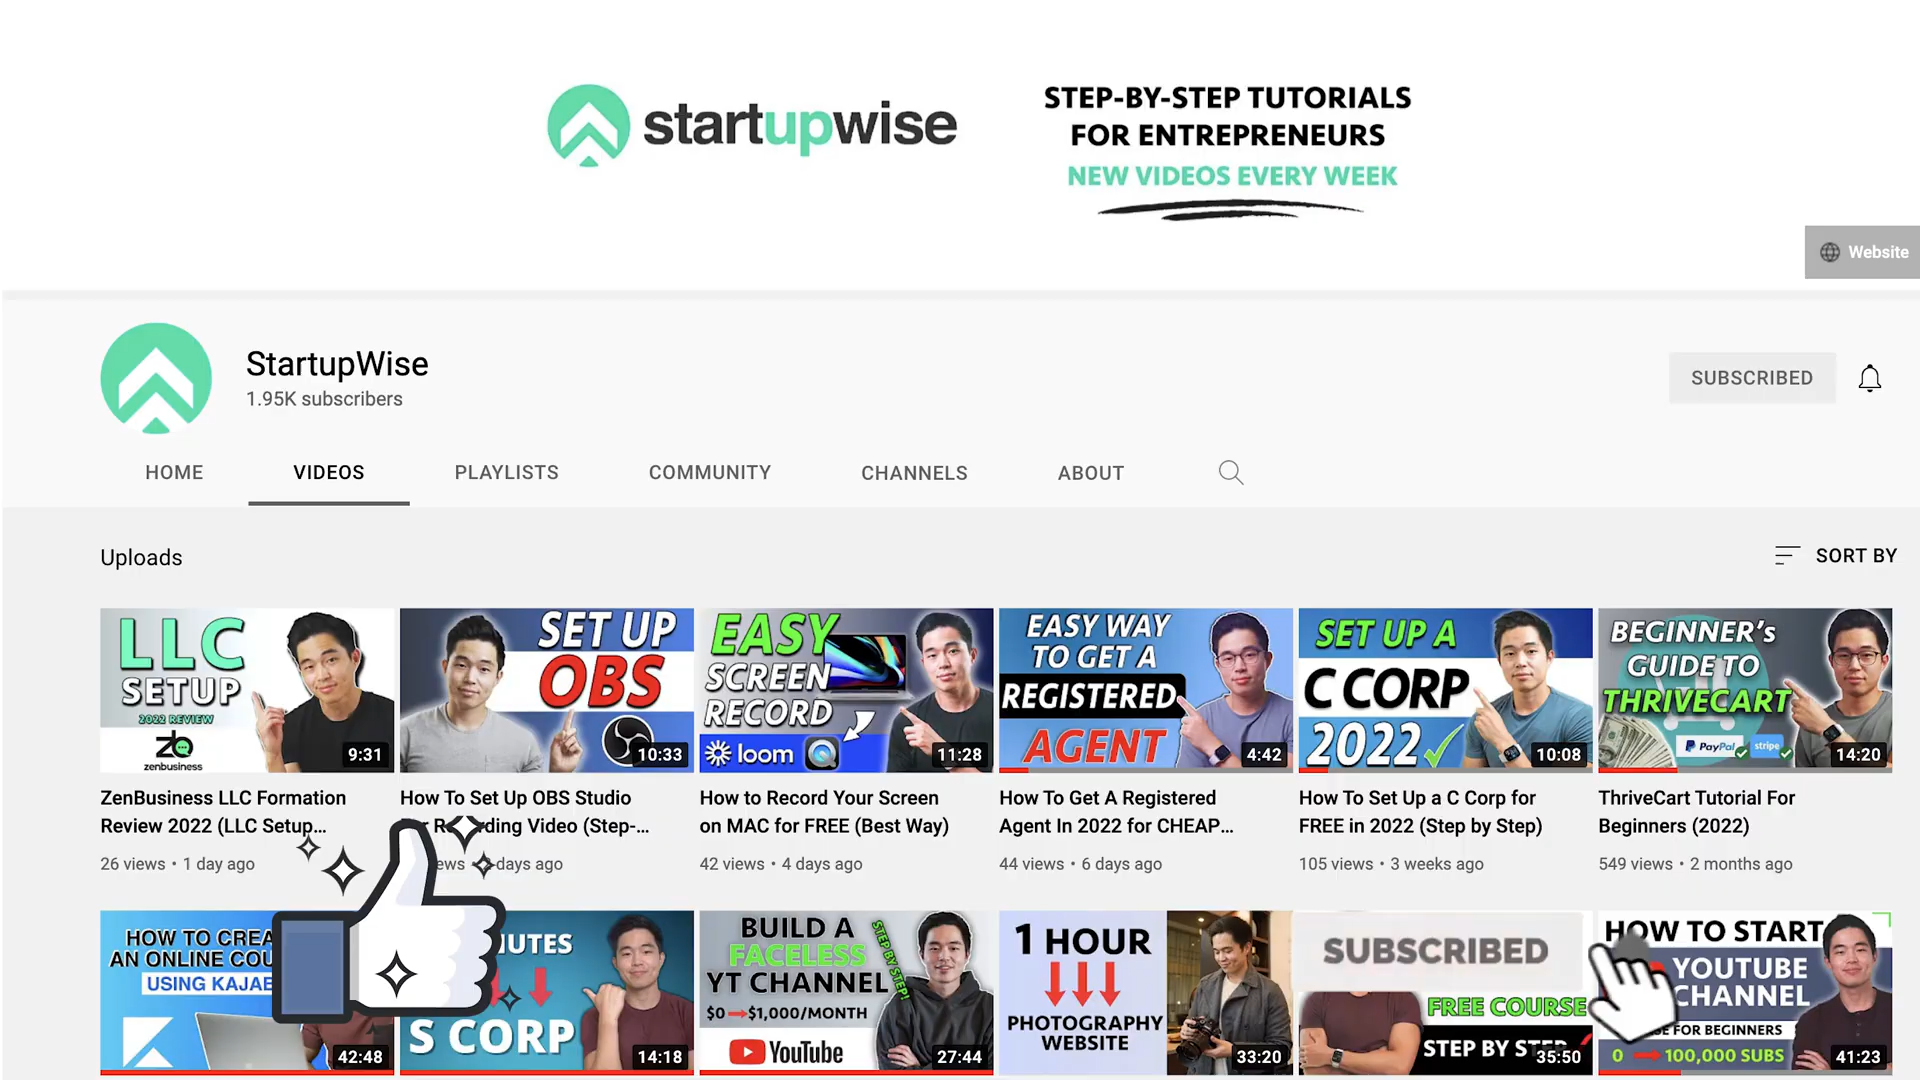 startupwise
STEP-BY-STEP TUTORIALS
FOR ENTREPRENEURS
NEW VIDEOS EVERY WEEK
Website
StartupWise
1.95K subscribers
SUBSCRIBED
HOME
VIDEOS
PLAYLISTS
COMMUNITY
CHANNELS
ABOUT
Uploads
SORT BY
LLC
SETUP
2022 REVIEW
zb
zenbusiness
9:31
SET UP
OBS
10:33
EASY
SCREEN
RECORD
loom
11:28
EASY WAY
TO GET A
REGISTERED
AGENT
4:42
SET UP A
C CORP
2022
10:08
BEGINNER's
GUIDE TO
THRIVECART
PayPal
stripe
14:20
ZenBusiness LLC Formation
Review 2022 (LLC Setup...
26 views • 1 day ago
How To Set Up OBS Studio
Video (Step-...
days ago
How to Record Your Screen
on MAC for FREE (Best Way)
42 views • 4 days ago
How To Get A Registered
Agent In 2022 for CHEAP...
44 views • 6 days ago
How To Set Up a C Corp for
FREE in 2022 (Step by Step)
105 views • 3 weeks ago
ThriveCart Tutorial For
Beginners (2022)
549 views • 2 months ago
HOW TO
AN ONLINE
USING
42:48
S CORP
14:18
BUILD A
FACELESS
YT CHANNEL
$0 $1,000/MONTH
STEP BY STEP!
YouTube
27:44
1 HOUR
PHOTOGRAPHY
WEBSITE
33:20
SUBSCRIBED
FREE COURSE
STEP BY STEP
35:50
HOW TO START
YOUTUBE
CHANNEL
FOR BEGINNERS
0 100,000 SUBS
41:23